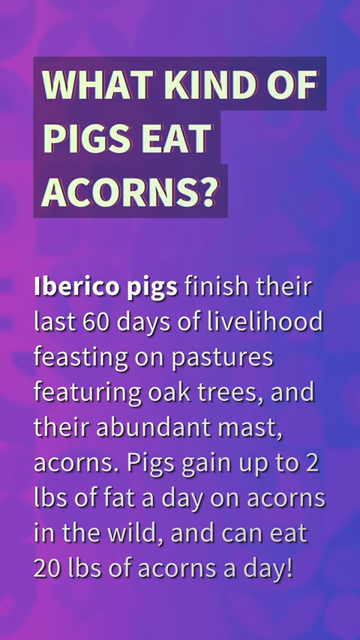 WHAT KIND OF
PIGS EAT
ACORNS?
Iberico pigs finish their
last 60 days of livelihood
feasting on pastures
featuring oak trees, and
their abundant mast,
acorns. Pigs gain up to 2
lbs of fat a day on acorns
in the wild, and can eat
20 lbs of acorns a day!